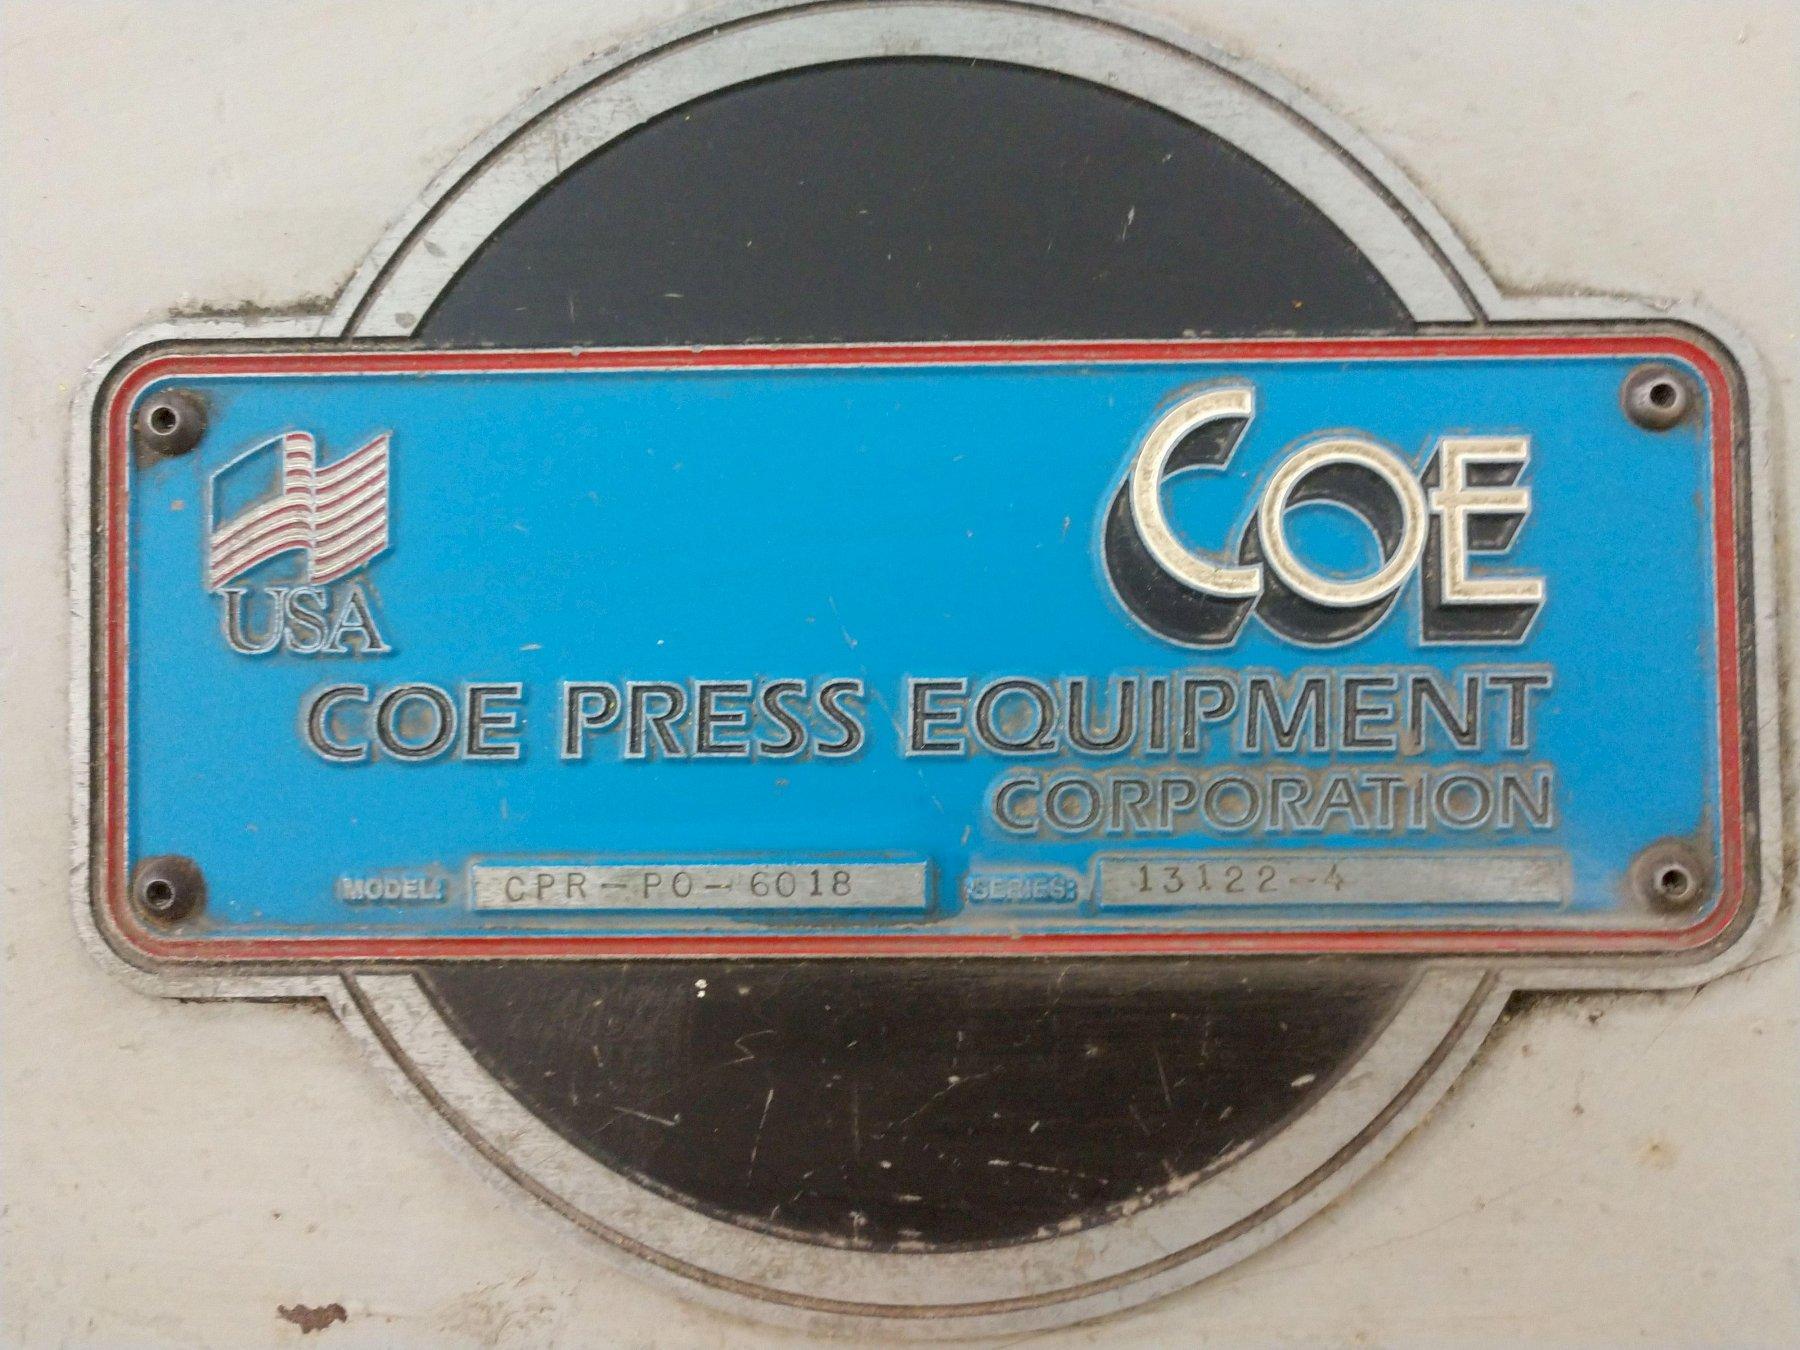 COE
USA
COE PRESS EQUIPMENT
CORPORATION
MODEL: CPR-PO-6018 SERIES: 13122-4